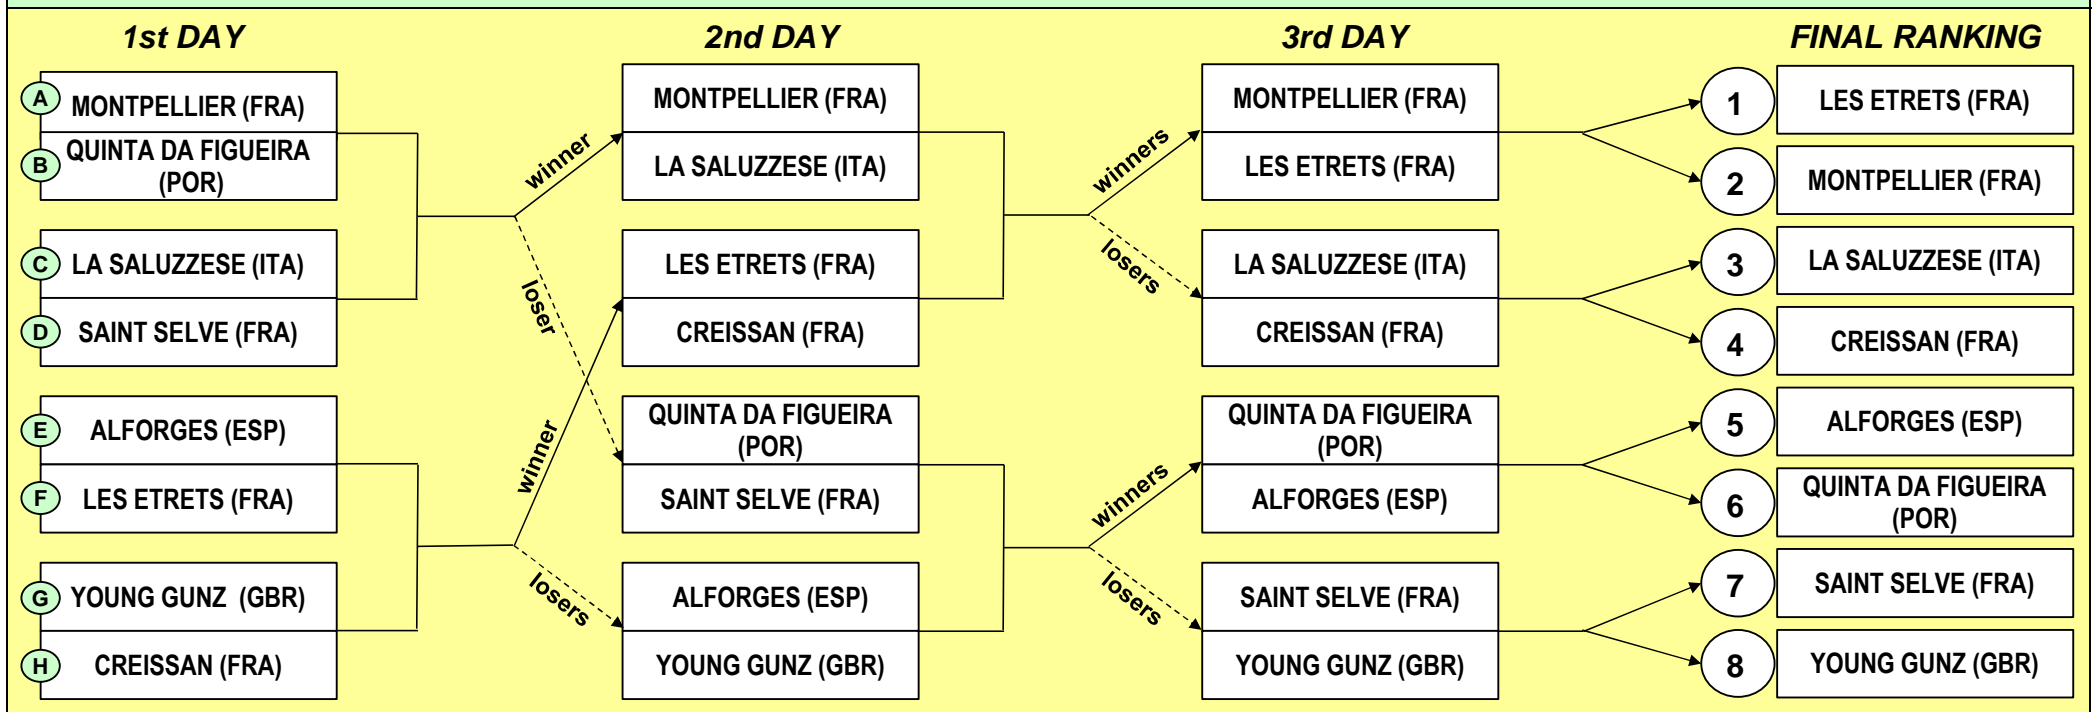 1st DAY
2nd DAY
3rd DAY
FINAL RANKING
A
MONTPELLIER (FRA)
B
QUINTA DA FIGUEIRA
(POR)
C
LA SALUZZESE (ITA)
D
SAINT SELVE (FRA)
E
ALFORGES (ESP)
F
LES ETRETS (FRA)
G
YOUNG GUNZ (GBR)
H
CREISSAN (FRA)
winner
loser
winner
losers
MONTPELLIER (FRA)
LA SALUZZESE (ITA)
LES ETRETS (FRA)
CREISSAN (FRA)
QUINTA DA FIGUEIRA
(POR)
SAINT SELVE (FRA)
ALFORGES (ESP)
YOUNG GUNZ (GBR)
winners
losers
winners
losers
MONTPELLIER (FRA)
LES ETRETS (FRA)
LA SALUZZESE (ITA)
CREISSAN (FRA)
QUINTA DA FIGUEIRA
(POR)
ALFORGES (ESP)
SAINT SELVE (FRA)
YOUNG GUNZ (GBR)
1
LES ETRETS (FRA)
2
MONTPELLIER (FRA)
3
LA SALUZZESE (ITA)
4
CREISSAN (FRA)
5
ALFORGES (ESP)
6
QUINTA DA FIGUEIRA
(POR)
7
SAINT SELVE (FRA)
8
YOUNG GUNZ (GBR)